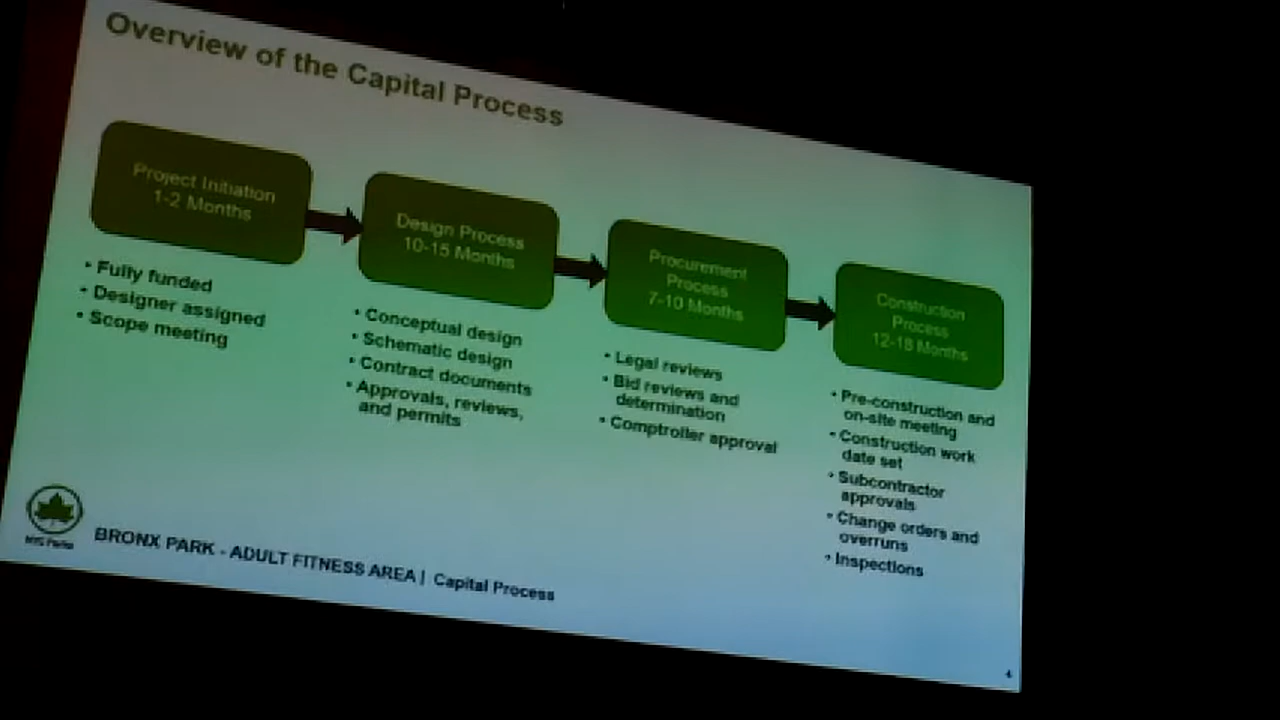 Overview of the Capital Process
Project Initiation
1-2 Months
• Fully funded
• Designer assigned
• Scope meeting
Design Process
10-15 Months
• Conceptual design
• Schematic design
• Contract documents
• Approvals, reviews,
and permits
Procurement
Process
7-10 Months
• Legal reviews
• Bid reviews and
determination
• Comptroller approval
Construction
Process
12-18 Months
• Pre-construction and
on-site meeting
• Construction work
date set
• Subcontractor
approvals
• Change orders and
overruns
• Inspections
NYC Parks
BRONX PARK - ADULT FITNESS AREA | Capital Process
4